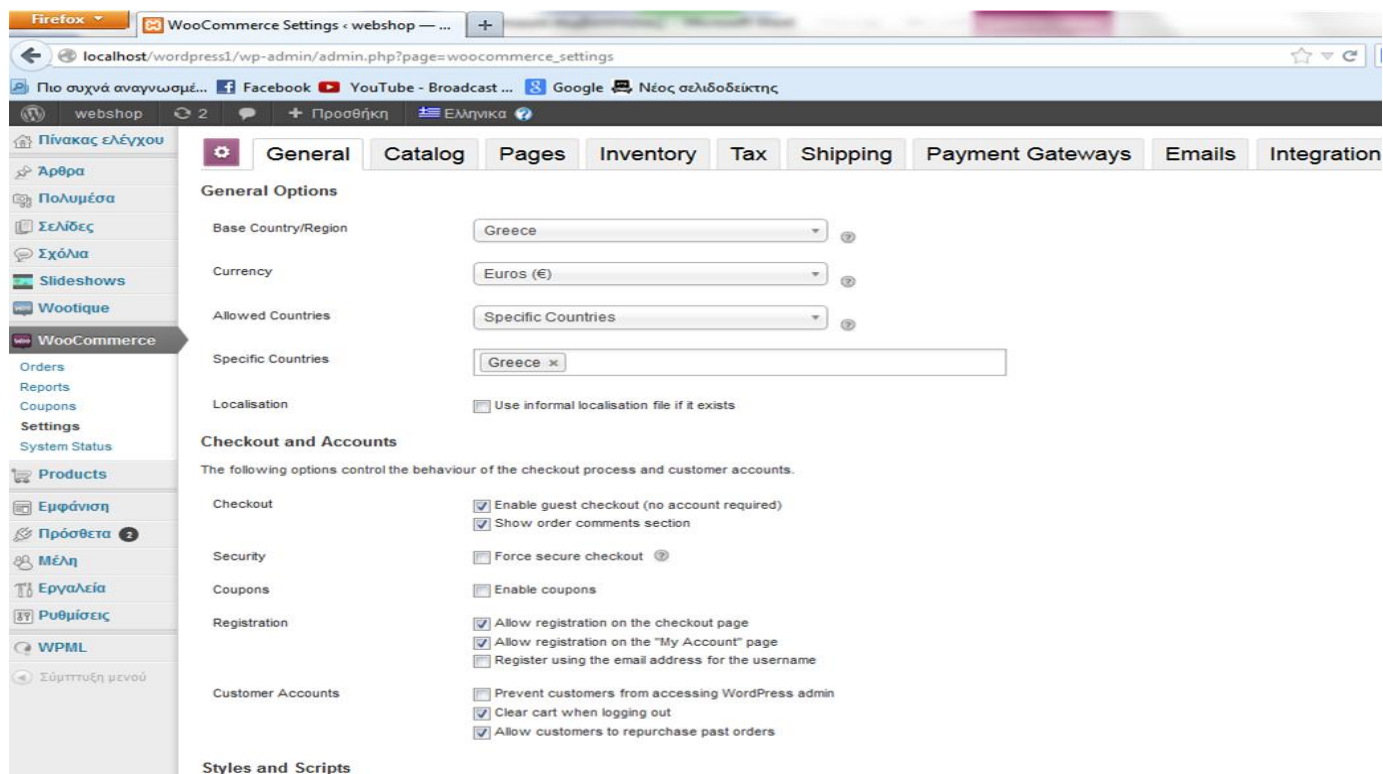 Firefox
WooCommerce Settings ‹ webshop — ...
localhost/wordpress1/wp-admin/admin.php?page=woocommerce_settings
Πιο συχνά αναγνωσμέ... Facebook YouTube - Broadcast ... Google Νέος σελιδοδείκτης
webshop 2 + Προσθήκη Ελληνικα
Πίνακας ελέγχου
Άρθρα
Πολυμέσα
Σελίδες
Σχόλια
Slideshows
Wootique
WooCommerce
Orders
Reports
Coupons
Settings
System Status
Products
Εμφάνιση
Πρόσθετα 2
Μέλη
Εργαλεία
Ρυθμίσεις
WPML
Σύμπτυξη μενού
General Catalog Pages Inventory Tax Shipping Payment Gateways Emails Integration
General Options
Base Country/Region Greece
Currency Euros (€)
Allowed Countries Specific Countries
Specific Countries Greece ×
Localisation Use informal localisation file if it exists
Checkout and Accounts
The following options control the behaviour of the checkout process and customer accounts.
Checkout Enable guest checkout (no account required)
Show order comments section
Security Force secure checkout
Coupons Enable coupons
Registration Allow registration on the checkout page
Allow registration on the "My Account" page
Register using the email address for the username
Customer Accounts Prevent customers from accessing WordPress admin
Clear cart when logging out
Allow customers to repurchase past orders
Styles and Scripts